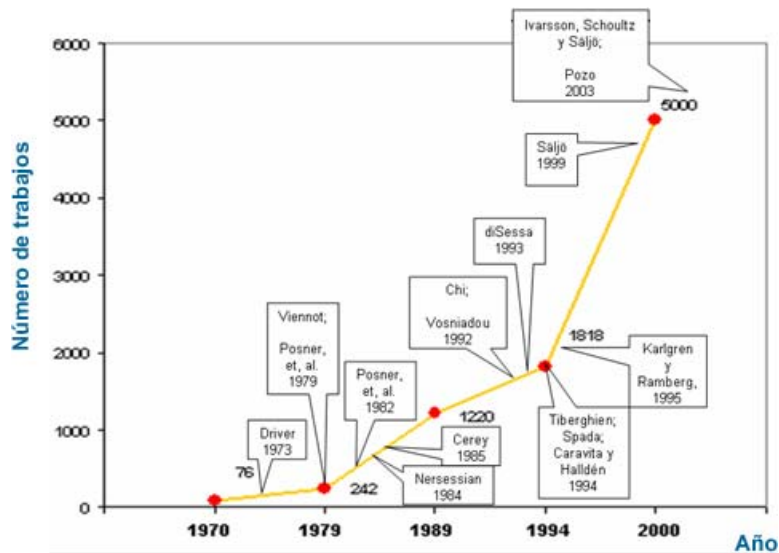 Ivarsson, Schoultz
y Säljö;
Pozo
2003
6000
5000
4000
3000
2000
1000
0
Número de trabajos
5000
Säljö
1999
diSessa
1993
Chi;
Vosniadou
1992
Viennot;
Posner
et, al.
1979
Posner,
et, al.
1982
1818
Karlgren
y
Ramberg,
1995
Driver
1973
1220
Cerey
1985
Tiberghien;
Spada;
Caravita y
Halldén
1994
76
242
Nersessian
1984
1970
1979
1989
1994
2000
Año